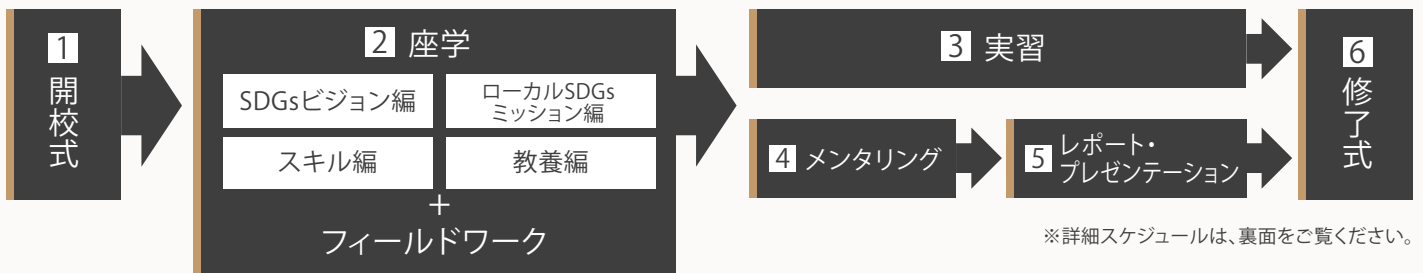 1
開校式
2 座学
SDGsビジョン編
ローカルSDGs
ミッション編
スキル編
教養編
＋
フィールドワーク
3 実習
4 メンタリング
5 レポート・
プレゼンテーション
6
修了式
※詳細スケジュールは、裏面をご覧ください。